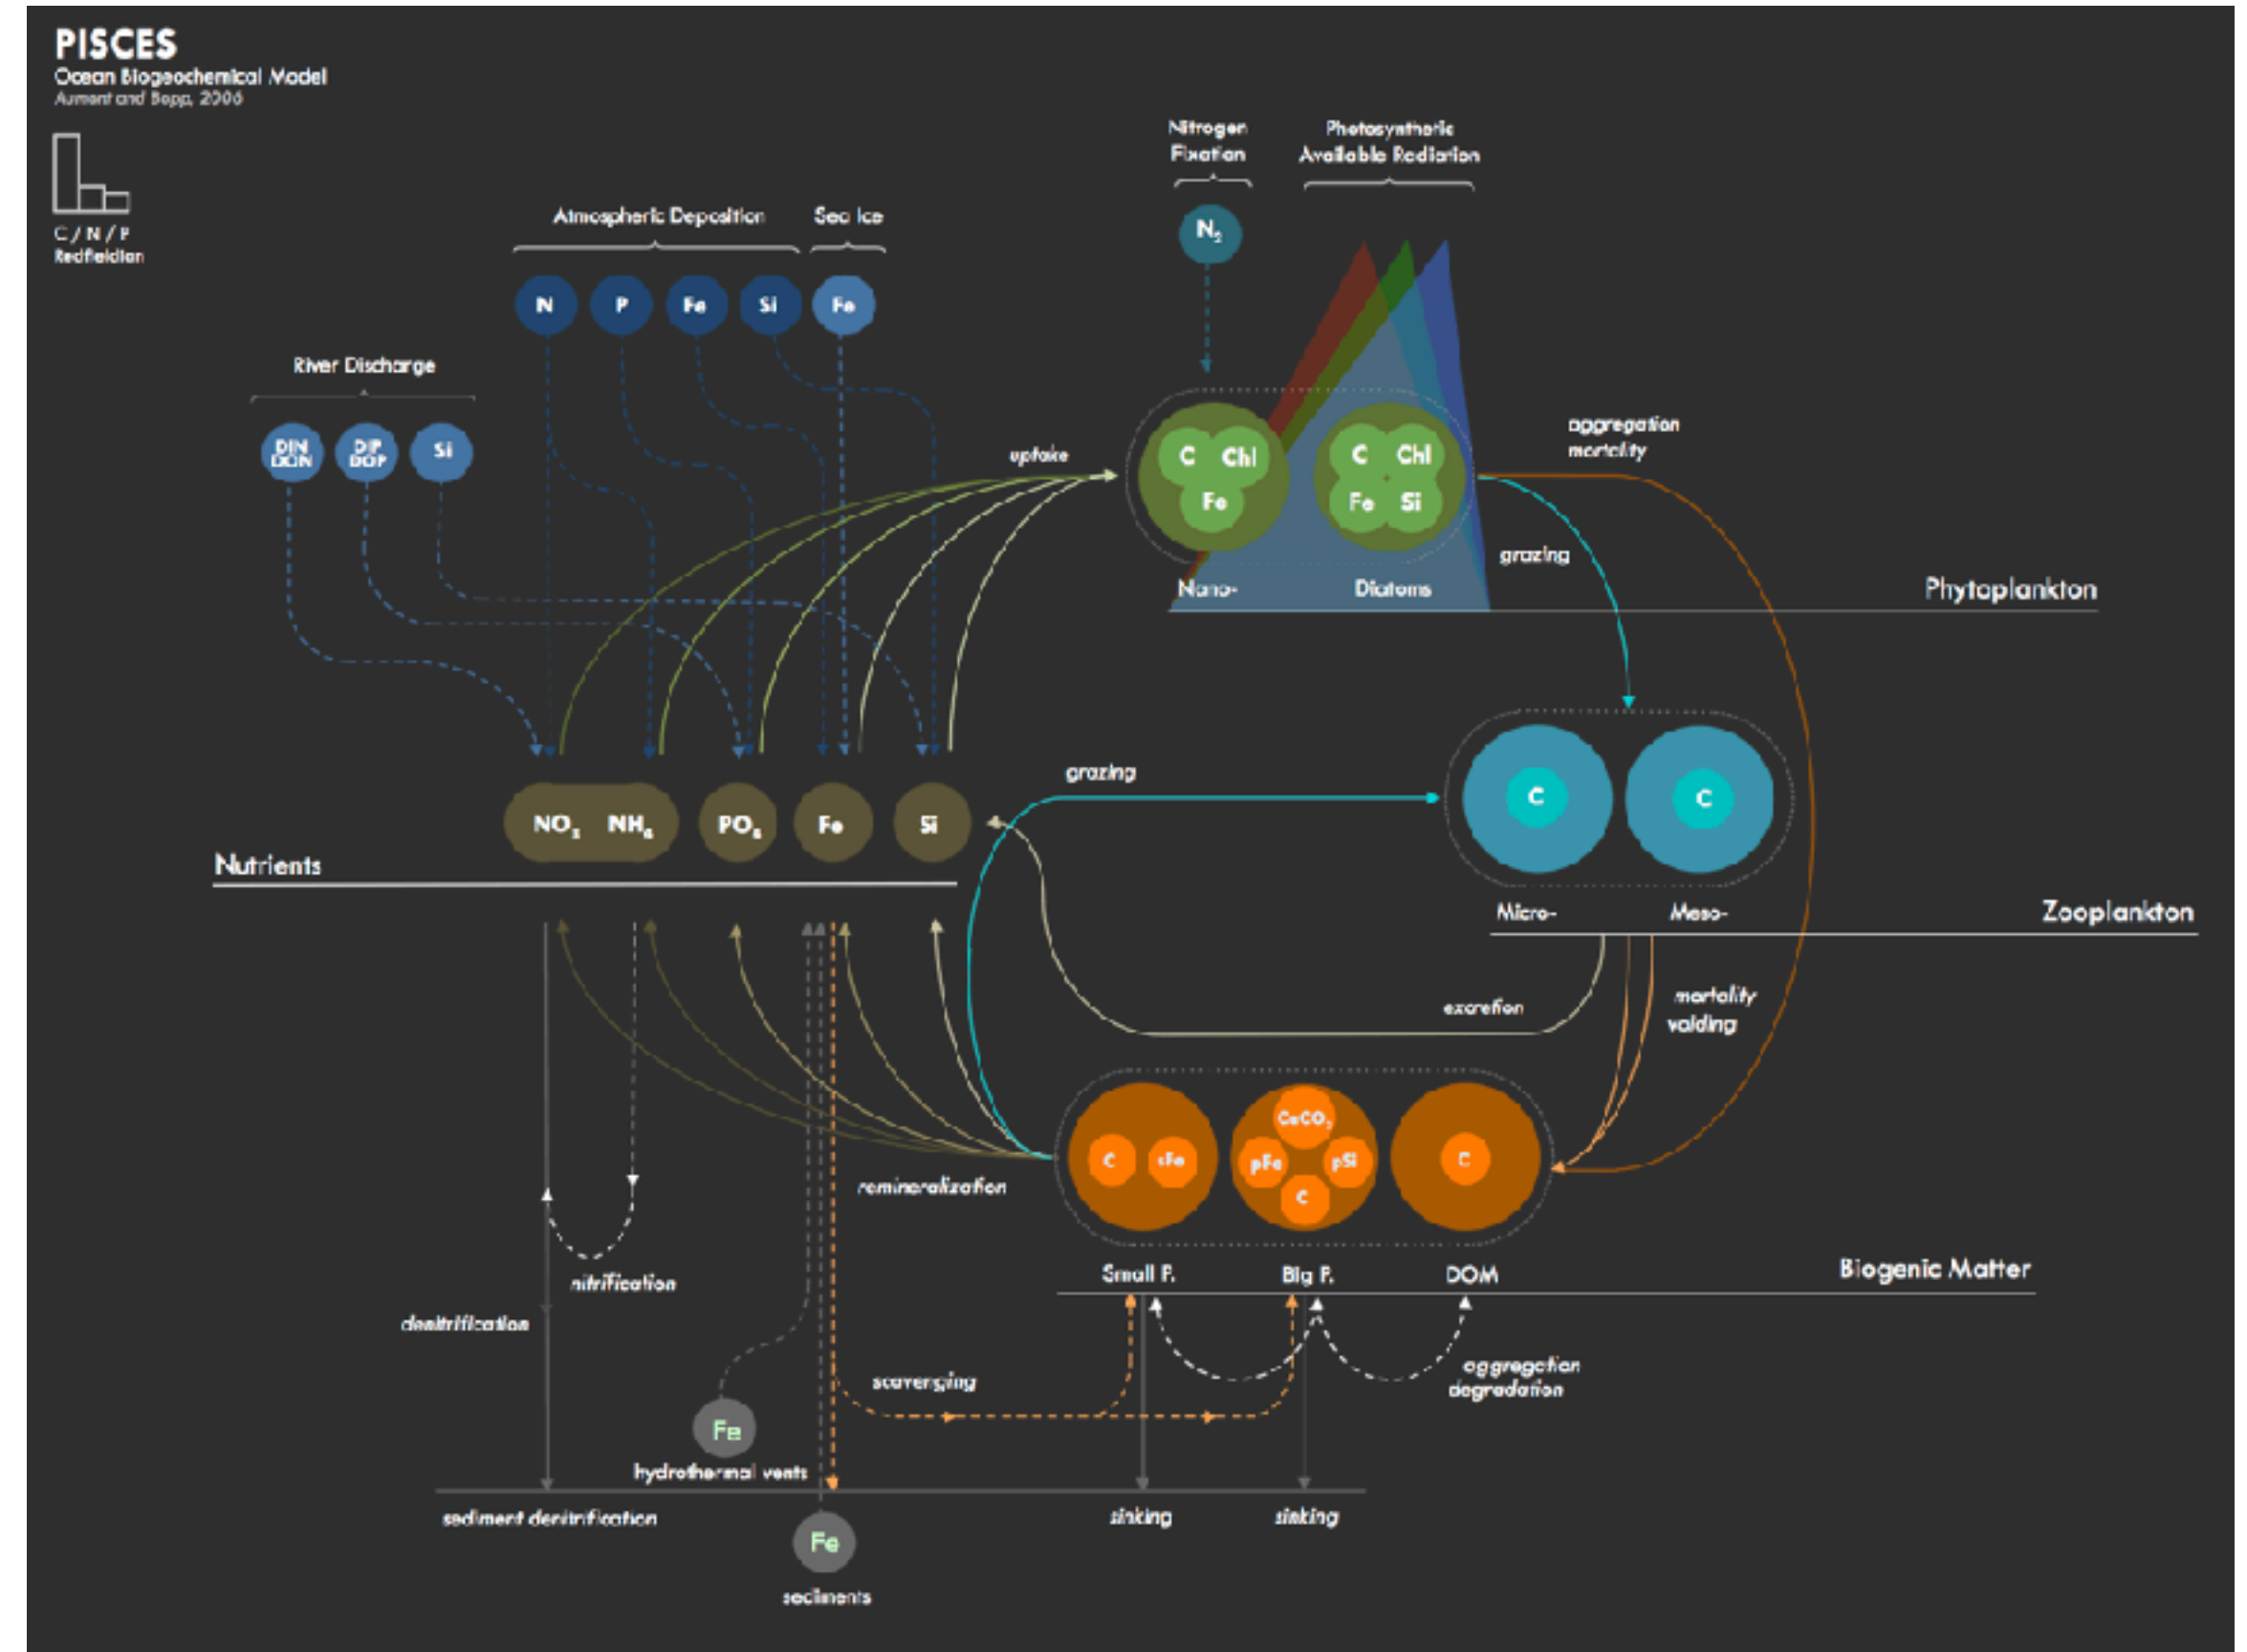 PISCES
Ocean Biogeochemical Model
Aumont and Bopp, 2006
C / N / P
Redfieldian
Nitrogen
Fixation
Photosynthetic
Available Radiation
N₂
Atmospheric Deposition
Sea Ice
N P Fe Si Fe
River Discharge
DIN
DON
DIP
DOP
Si
uptake
C Chl
Fe
C Chl
Fe Si
aggregation
mortality
grazing
Nano-
Diatoms
Phytoplankton
grazing
C
C
NO₃ NH₄ PO₄ Fe Si
Nutrients
Micro-
Meso-
Zooplankton
excretion
mortality
voiding
CaCO₃
C sFe
pFe pSi
C
C
remineralization
Small P.
Big P.
DOM
Biogenic Matter
nitrification
denitrification
scavenging
aggregation
degradation
Fe
hydrothermal vents
sediment denitrification
sinking
sinking
Fe
sediments